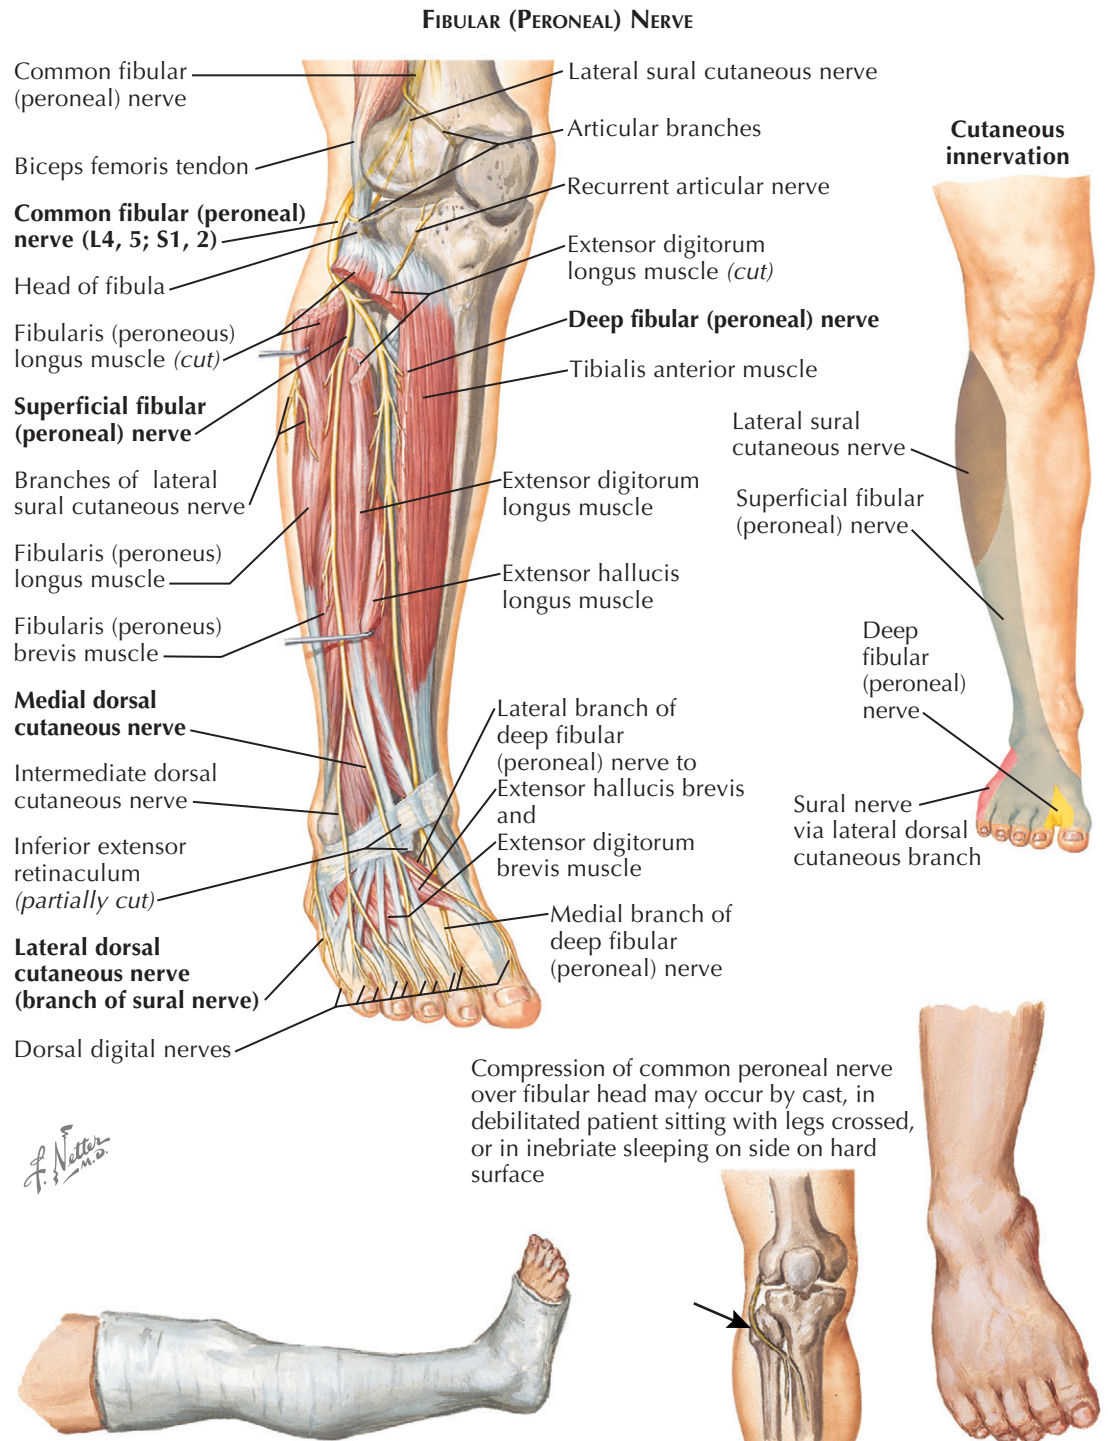 FIBULAR (PERONEAL) NERVE
Common fibular
(peroneal) nerve
Biceps femoris tendon
Common fibular (peroneal)
nerve (L4, 5; S1, 2)
Head of fibula
Fibularis (peroneous)
longus muscle (cut)
Superficial fibular
(peroneal) nerve
Branches of lateral
sural cutaneous nerve
Fibularis (peroneus)
longus muscle
Fibularis (peroneus)
brevis muscle
Medial dorsal
cutaneous nerve
Intermediate dorsal
cutaneous nerve
Inferior extensor
retinaculum
(partially cut)
Lateral dorsal
cutaneous nerve
(branch of sural nerve)
Dorsal digital nerves
Lateral sural cutaneous nerve
Articular branches
Recurrent articular nerve
Extensor digitorum
longus muscle (cut)
Deep fibular (peroneal) nerve
Tibialis anterior muscle
Extensor digitorum
longus muscle
Extensor hallucis
longus muscle
Lateral branch of
deep fibular
(peroneal) nerve to
Extensor hallucis brevis
and
Extensor digitorum
brevis muscle
Medial branch of
deep fibular
(peroneal) nerve
Cutaneous
innervation
Lateral sural
cutaneous nerve
Superficial fibular
(peroneal) nerve
Deep
fibular
(peroneal)
nerve
Sural nerve
via lateral dorsal
cutaneous branch
Compression of common peroneal nerve
over fibular head may occur by cast, in
debilitated patient sitting with legs crossed,
or in inebriate sleeping on side on hard
surface
F. Netter
M.D.